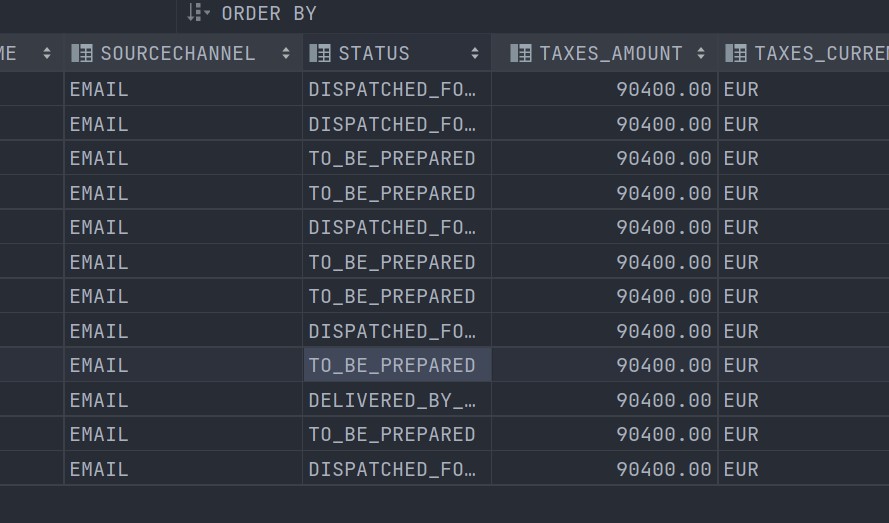 ORDER BY
ME SOURCECHANNEL STATUS TAXES_AMOUNT TAXES_CURREN
EMAIL DISPATCHED_FO… 90400.00 EUR
EMAIL DISPATCHED_FO… 90400.00 EUR
EMAIL TO_BE_PREPARED 90400.00 EUR
EMAIL TO_BE_PREPARED 90400.00 EUR
EMAIL DISPATCHED_FO… 90400.00 EUR
EMAIL TO_BE_PREPARED 90400.00 EUR
EMAIL TO_BE_PREPARED 90400.00 EUR
EMAIL DISPATCHED_FO… 90400.00 EUR
EMAIL TO_BE_PREPARED 90400.00 EUR
EMAIL DELIVERED_BY_… 90400.00 EUR
EMAIL TO_BE_PREPARED 90400.00 EUR
EMAIL DISPATCHED_FO… 90400.00 EUR